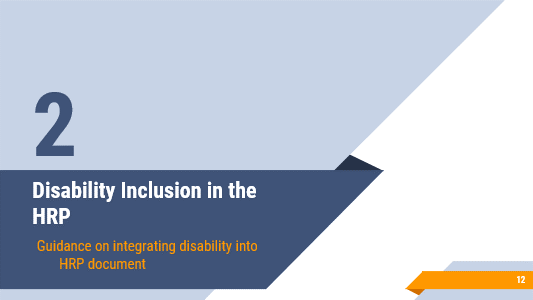 2
Disability Inclusion in the
HRP
Guidance on integrating disability into
HRP document
12